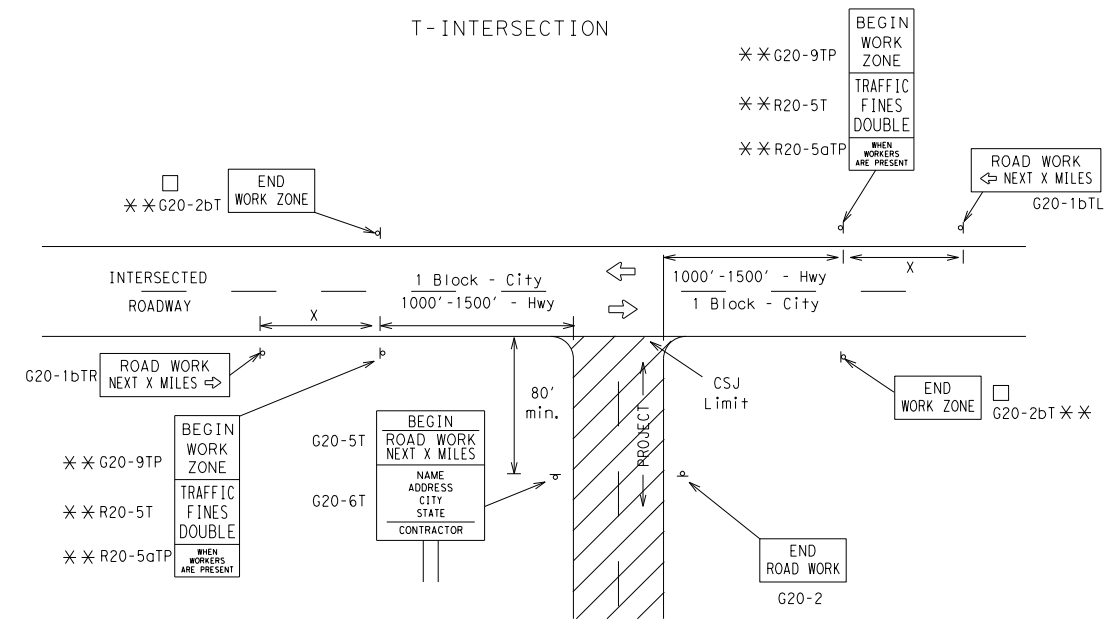 T-INTERSECTION
BEGIN
WORK
ZONE
TRAFFIC
FINES
DOUBLE
WHEN
WORKERS
ARE PRESENT
✳✳G20-9TP
✳✳R20-5T
✳✳R20-5aTP
ROAD WORK
⇦ NEXT X MILES
G20-1bTL
END
WORK ZONE
□
✳✳G20-2bT
INTERSECTED
ROADWAY
1 Block - City
1000'-1500' - Hwy
⇦
⇨
1000'-1500' - Hwy
1 Block - City
X
X
G20-1bTR
ROAD WORK
NEXT X MILES ⇨
80'
min.
CSJ
Limit
PROJECT
END
WORK ZONE
□
G20-2bT✳✳
BEGIN
WORK
ZONE
TRAFFIC
FINES
DOUBLE
WHEN
WORKERS
ARE PRESENT
✳✳G20-9TP
✳✳R20-5T
✳✳R20-5aTP
G20-5T
G20-6T
BEGIN
ROAD WORK
NEXT X MILES
NAME
ADDRESS
CITY
STATE
CONTRACTOR
END
ROAD WORK
G20-2